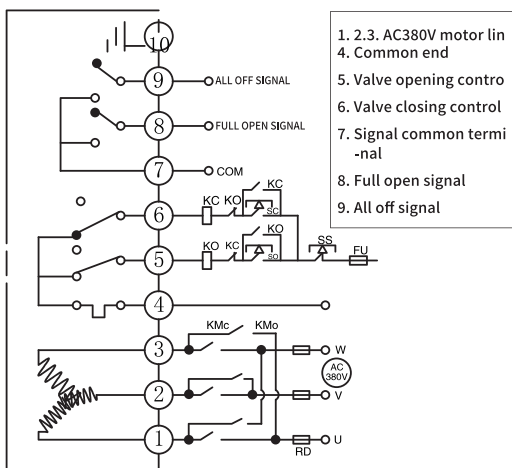 10
9
ALL OFF SIGNAL
8
FULL OPEN SIGNAL
7
COM
6
KC
KO
KC
SC
5
KO
KC
KO
SO
SS
FU
4
KMc
KMo
3
W
AC
380V
2
V
1
RD
U
1. 2.3. AC380V motor lin
4. Common end
5. Valve opening contro
6. Valve closing control
7. Signal common termi
-nal
8. Full open signal
9. All off signal